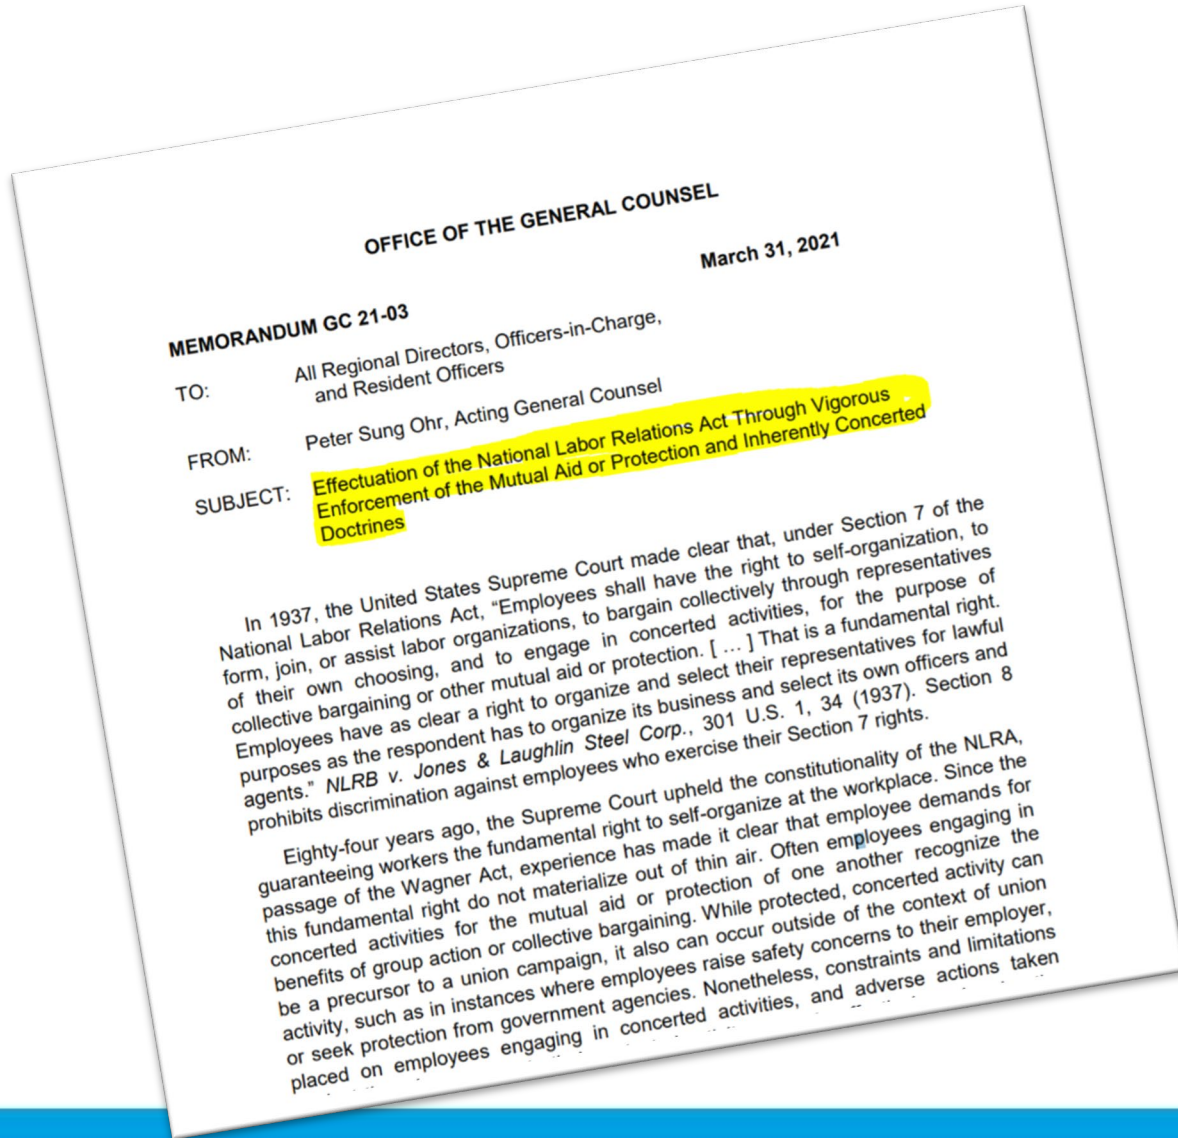 OFFICE OF THE GENERAL COUNSEL
March 31, 2021
MEMORANDUM GC 21-03
TO: All Regional Directors, Officers-in-Charge,
and Resident Officers
FROM: Peter Sung Ohr, Acting General Counsel
SUBJECT: Effectuation of the National Labor Relations Act Through Vigorous
Enforcement of the Mutual Aid or Protection and Inherently Concerted
Doctrines
In 1937, the United States Supreme Court made clear that, under Section 7 of the
National Labor Relations Act, “Employees shall have the right to self-organization, to
form, join, or assist labor organizations, to bargain collectively through representatives
of their own choosing, and to engage in concerted activities, for the purpose of
collective bargaining or other mutual aid or protection. [ … ] That is a fundamental right.
Employees have as clear a right to organize and select their representatives for lawful
purposes as the respondent has to organize its business and select its own officers and
agents.” NLRB v. Jones & Laughlin Steel Corp., 301 U.S. 1, 34 (1937). Section 8
prohibits discrimination against employees who exercise their Section 7 rights.
Eighty-four years ago, the Supreme Court upheld the constitutionality of the NLRA,
guaranteeing workers the fundamental right to self-organize at the workplace. Since the
passage of the Wagner Act, experience has made it clear that employee demands for
this fundamental right do not materialize out of thin air. Often employees engaging in
concerted activities for the mutual aid or protection of one another recognize the
benefits of group action or collective bargaining. While protected, concerted activity can
be a precursor to a union campaign, it also can occur outside of the context of union
activity, such as in instances where employees raise safety concerns to their employer,
or seek protection from government agencies. Nonetheless, constraints and limitations
placed on employees engaging in concerted activities, and adverse actions taken